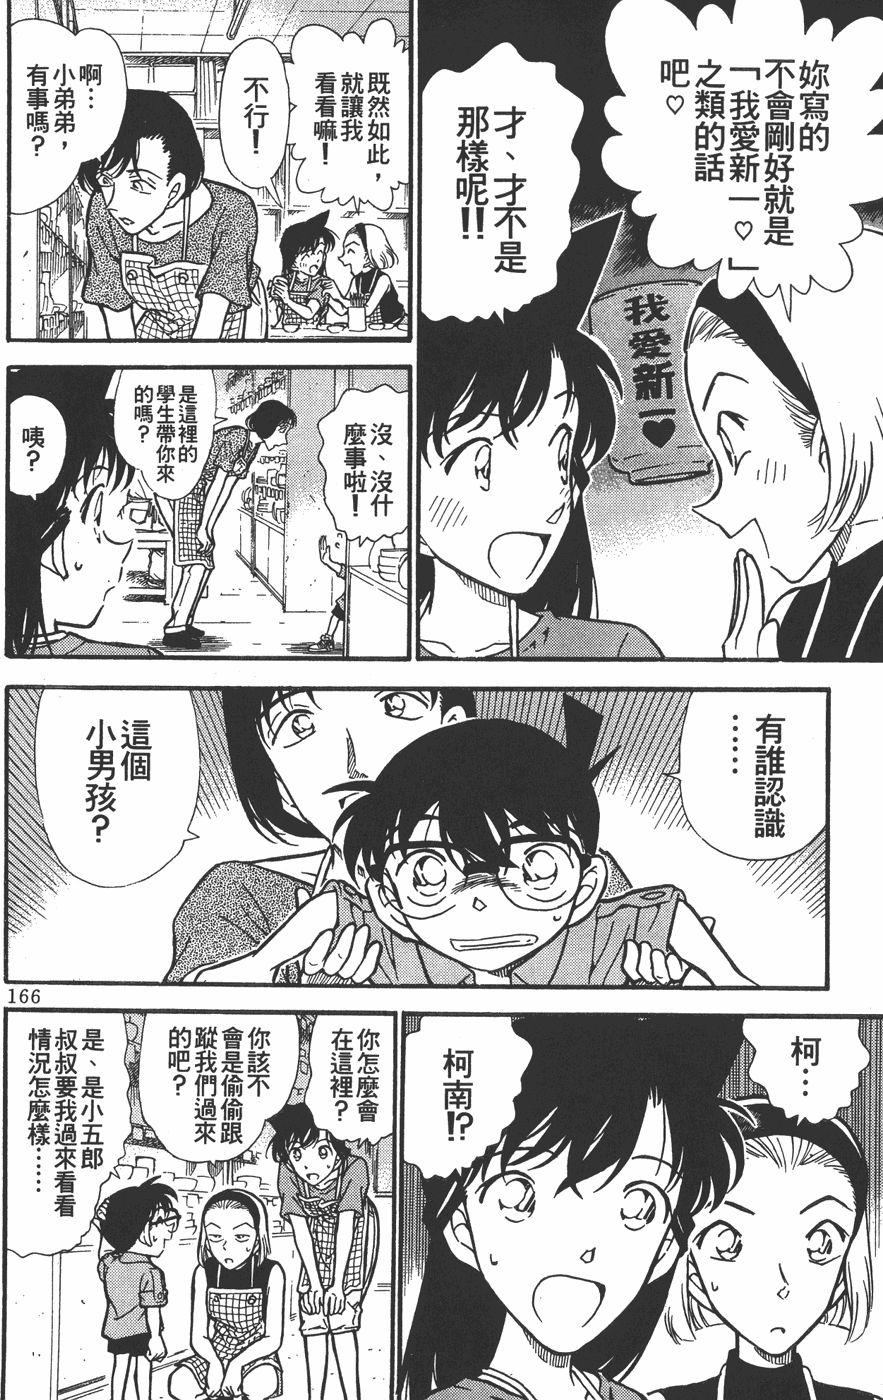 妳寫的
不會剛好就是
「我愛新一♡」
之類的話
吧♡
我愛新一♥
才、才不是
那樣呢!!
既然如此，
就讓我
看看嘛！
不行！
啊…
小弟弟，
有事嗎？
沒、沒什
麼事啦！
是這裡的
學生帶你來
的嗎？
咦？
有誰認識
……
這個
小男孩？
166
柯…
柯南!?
你怎麼會
在這裡？
你該不
會是偷偷跟
蹤我們過來
的吧？
是、是小五郎
叔叔要我過來看看
情況怎麼樣……